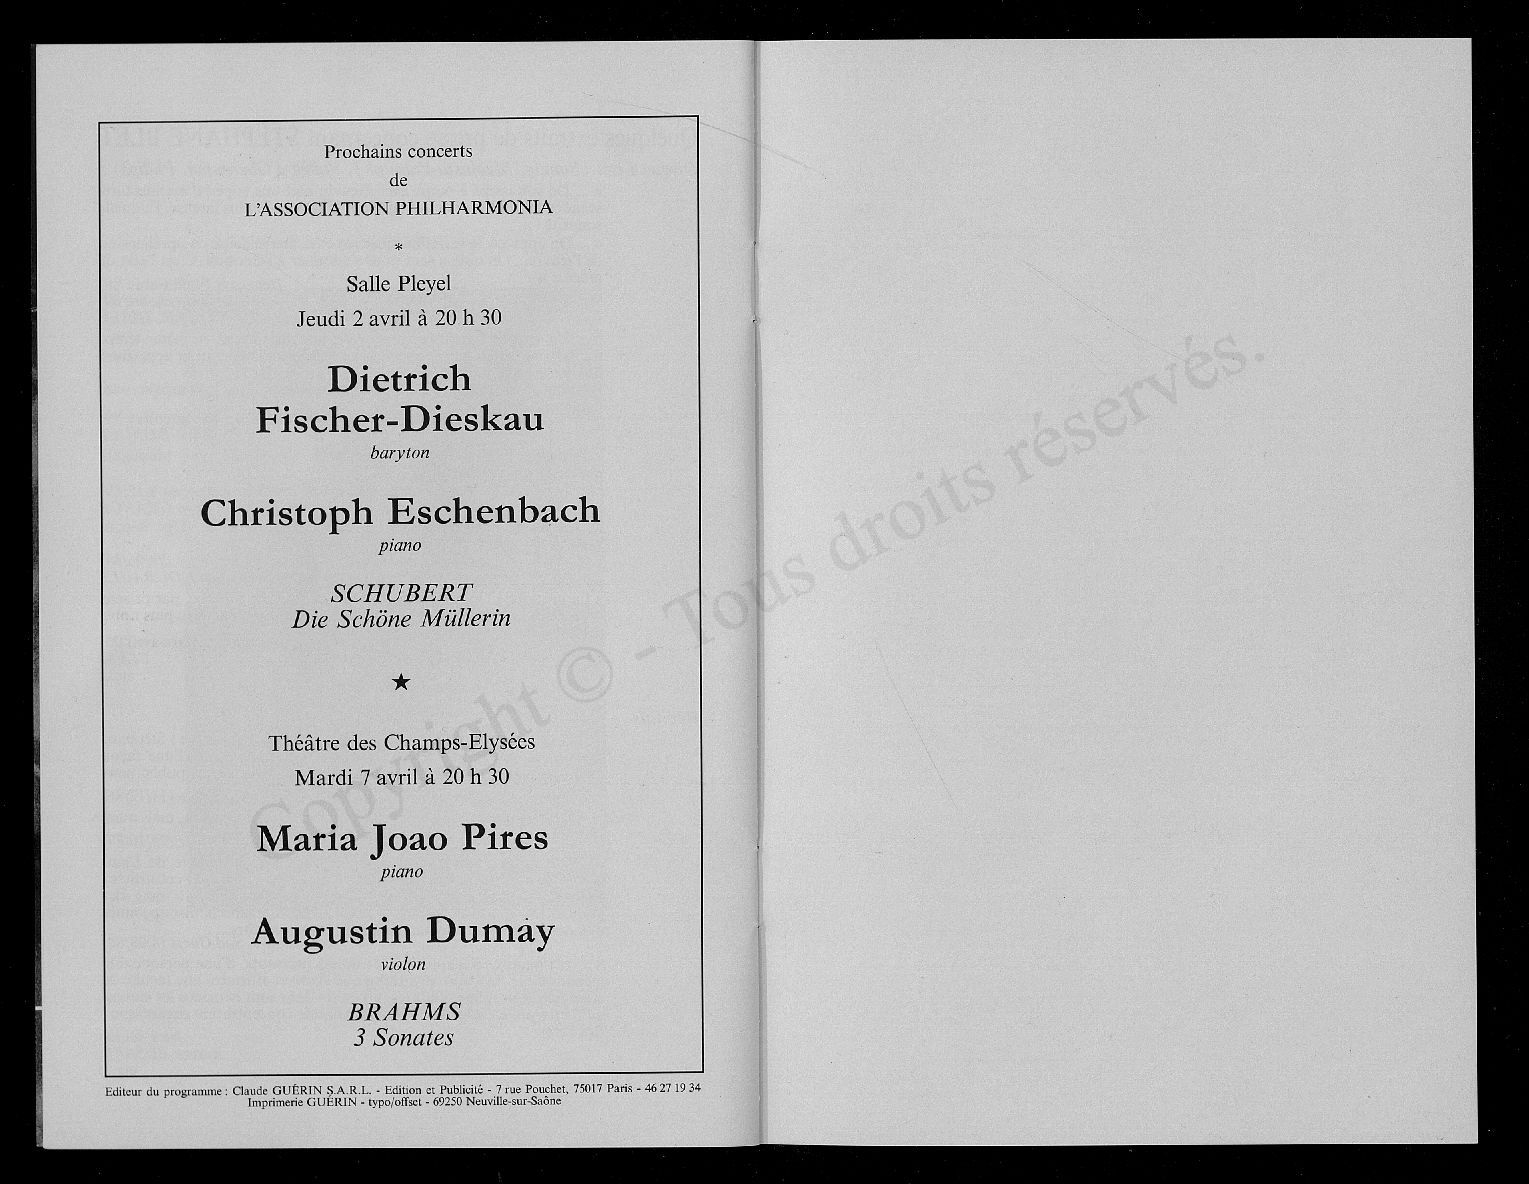 Prochains concerts
de
L'ASSOCIATION PHILHARMONIA
*
Salle Pleyel
Jeudi 2 avril à 20 h 30
Dietrich
Fischer-Dieskau
baryton
Christoph Eschenbach
piano
SCHUBERT
Die Schöne Müllerin
★
Théâtre des Champs-Elysées
Mardi 7 avril à 20 h 30
Maria Joao Pires
piano
Augustin Dumay
violon
BRAHMS
3 Sonates
Editeur du programme : Claude GUÉRIN S.A.R.L. - Edition et Publicité - 7 rue Pouchet, 75017 Paris - 46 27 19 34
Imprimerie GUÉRIN - typo/offset - 69250 Neuville-sur-Saône
Copyright © - Tous droits réservés.